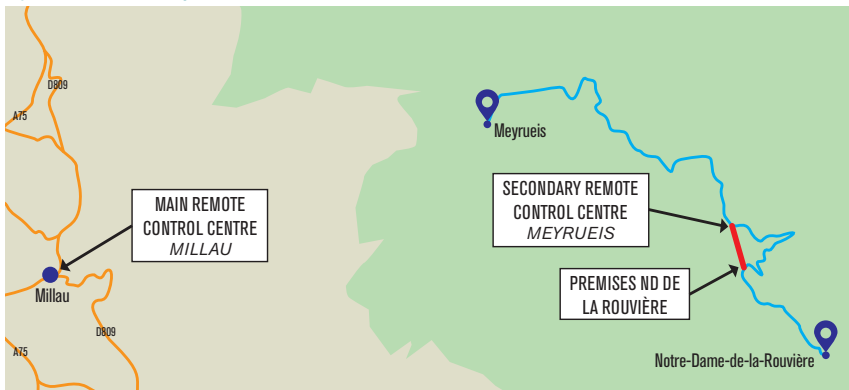 D809
A75
Meyrueis
MAIN REMOTE
CONTROL CENTRE
MILLAU
SECONDARY REMOTE
CONTROL CENTRE
MEYRUEIS
PREMISES ND DE
LA ROUVIÈRE
Millau
D809
A75
Notre-Dame-de-la-Rouvière